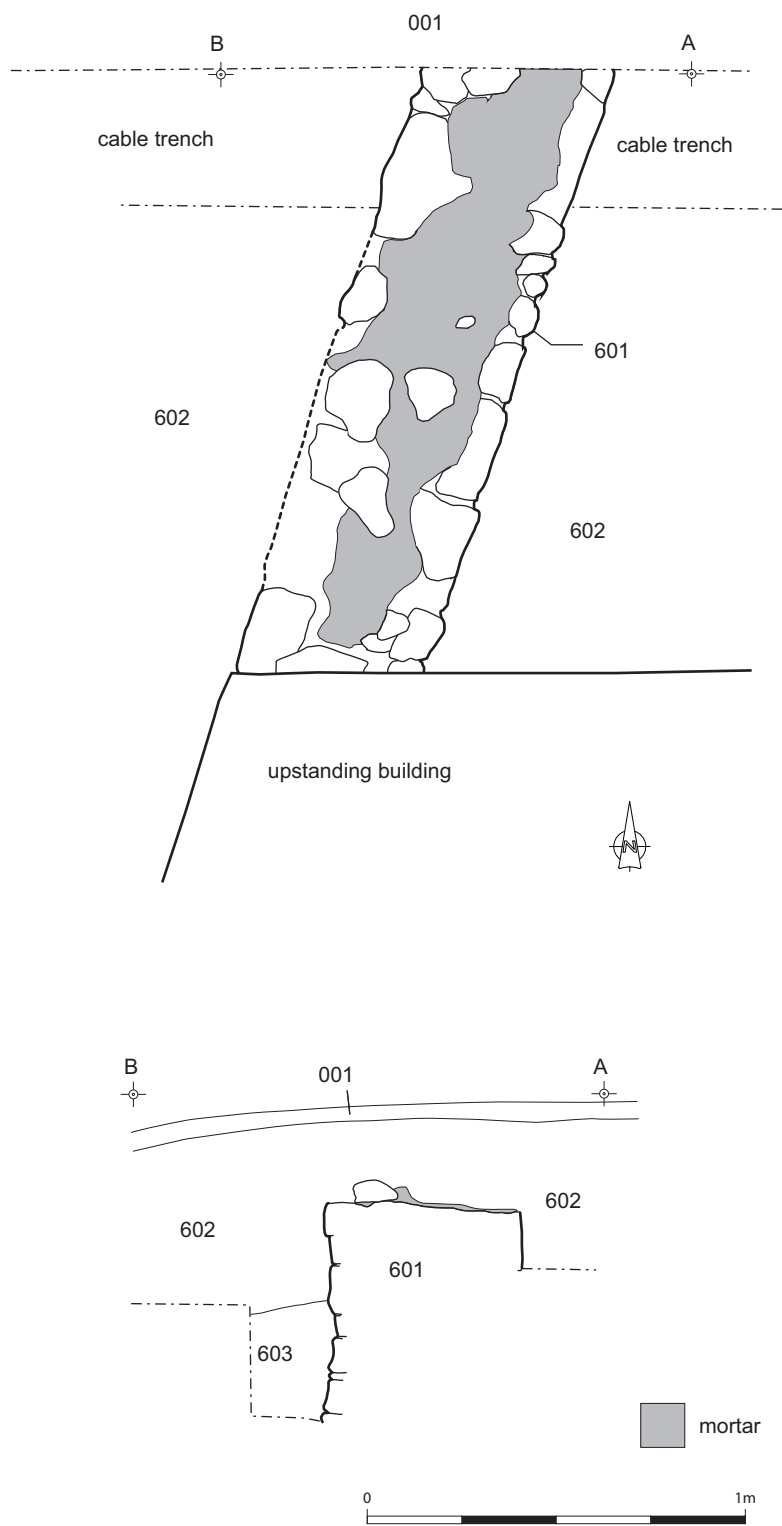 001
B
A
cable trench
cable trench
601
602
602
upstanding building
N
B
001
A
602
602
601
603
mortar
0
1m